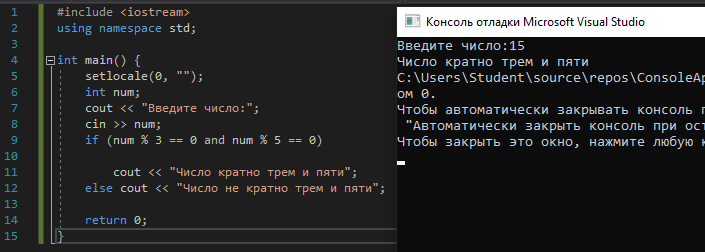 1 #include <iostream>
2 using namespace std;
3
4 int main() {
5 setlocale(0, "");
6 int num;
7 cout << "Введите число:";
8 cin >> num;
9 if (num % 3 == 0 and num % 5 == 0)
10
11 cout << "Число кратно трем и пяти";
12 else cout << "Число не кратно трем и пяти";
13
14 return 0;
15 }
Консоль отладки Microsoft Visual Studio
Введите число:15
Число кратно трем и пяти
C:\Users\Student\source\repos\ConsoleAp
ом 0.
Чтобы автоматически закрывать консоль п
"Автоматически закрыть консоль при ост
Чтобы закрыть это окно, нажмите любую к